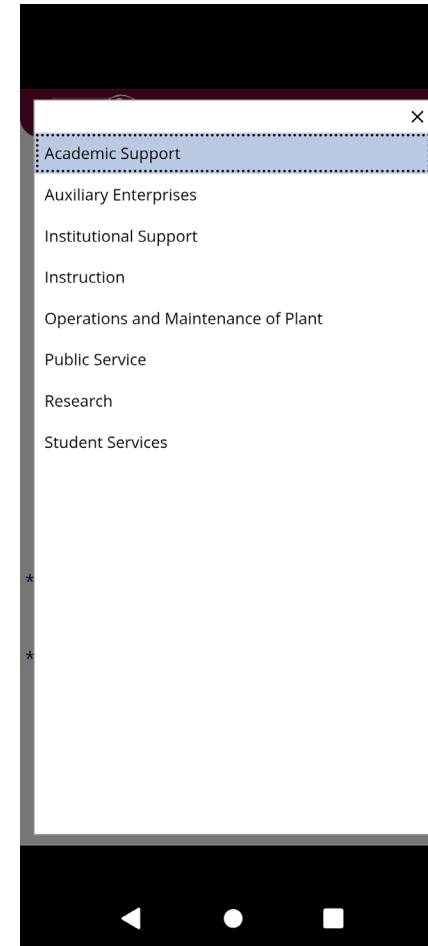 ×
Academic Support
Auxiliary Enterprises
Institutional Support
Instruction
Operations and Maintenance of Plant
Public Service
Research
Student Services
*
*